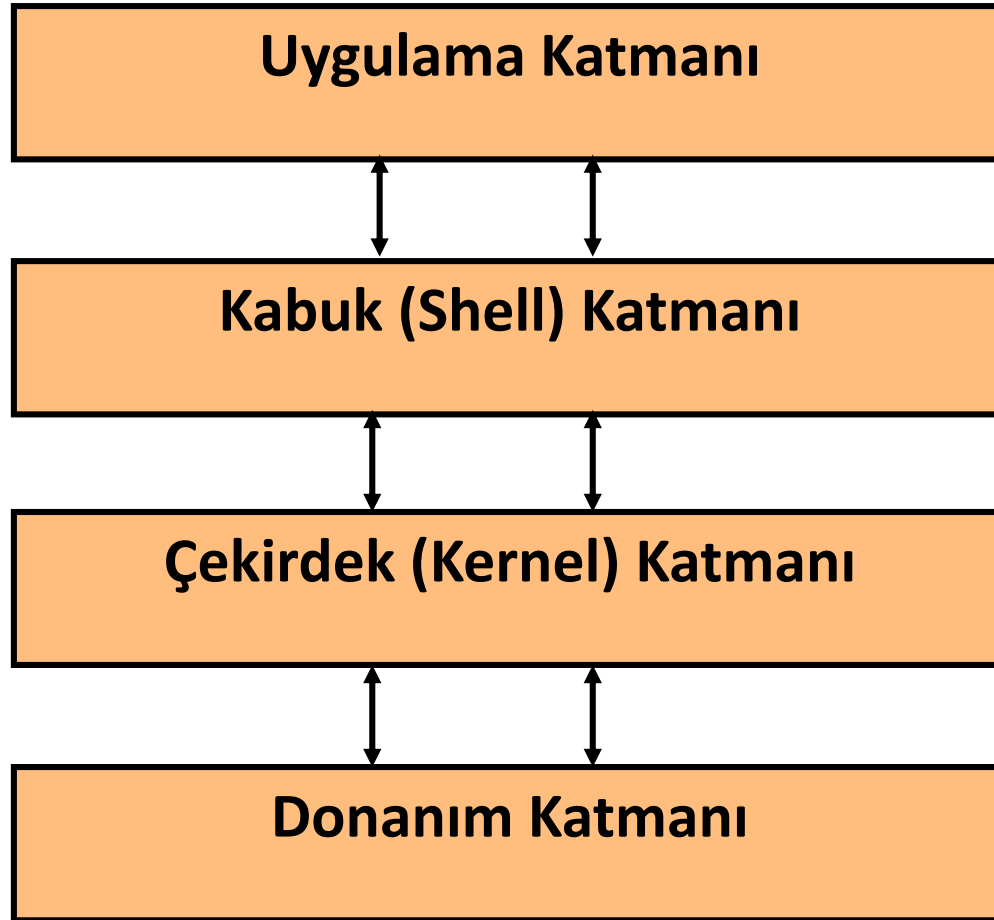 Uygulama Katmanı
Kabuk (Shell) Katmanı
Çekirdek (Kernel) Katmanı
Donanım Katmanı